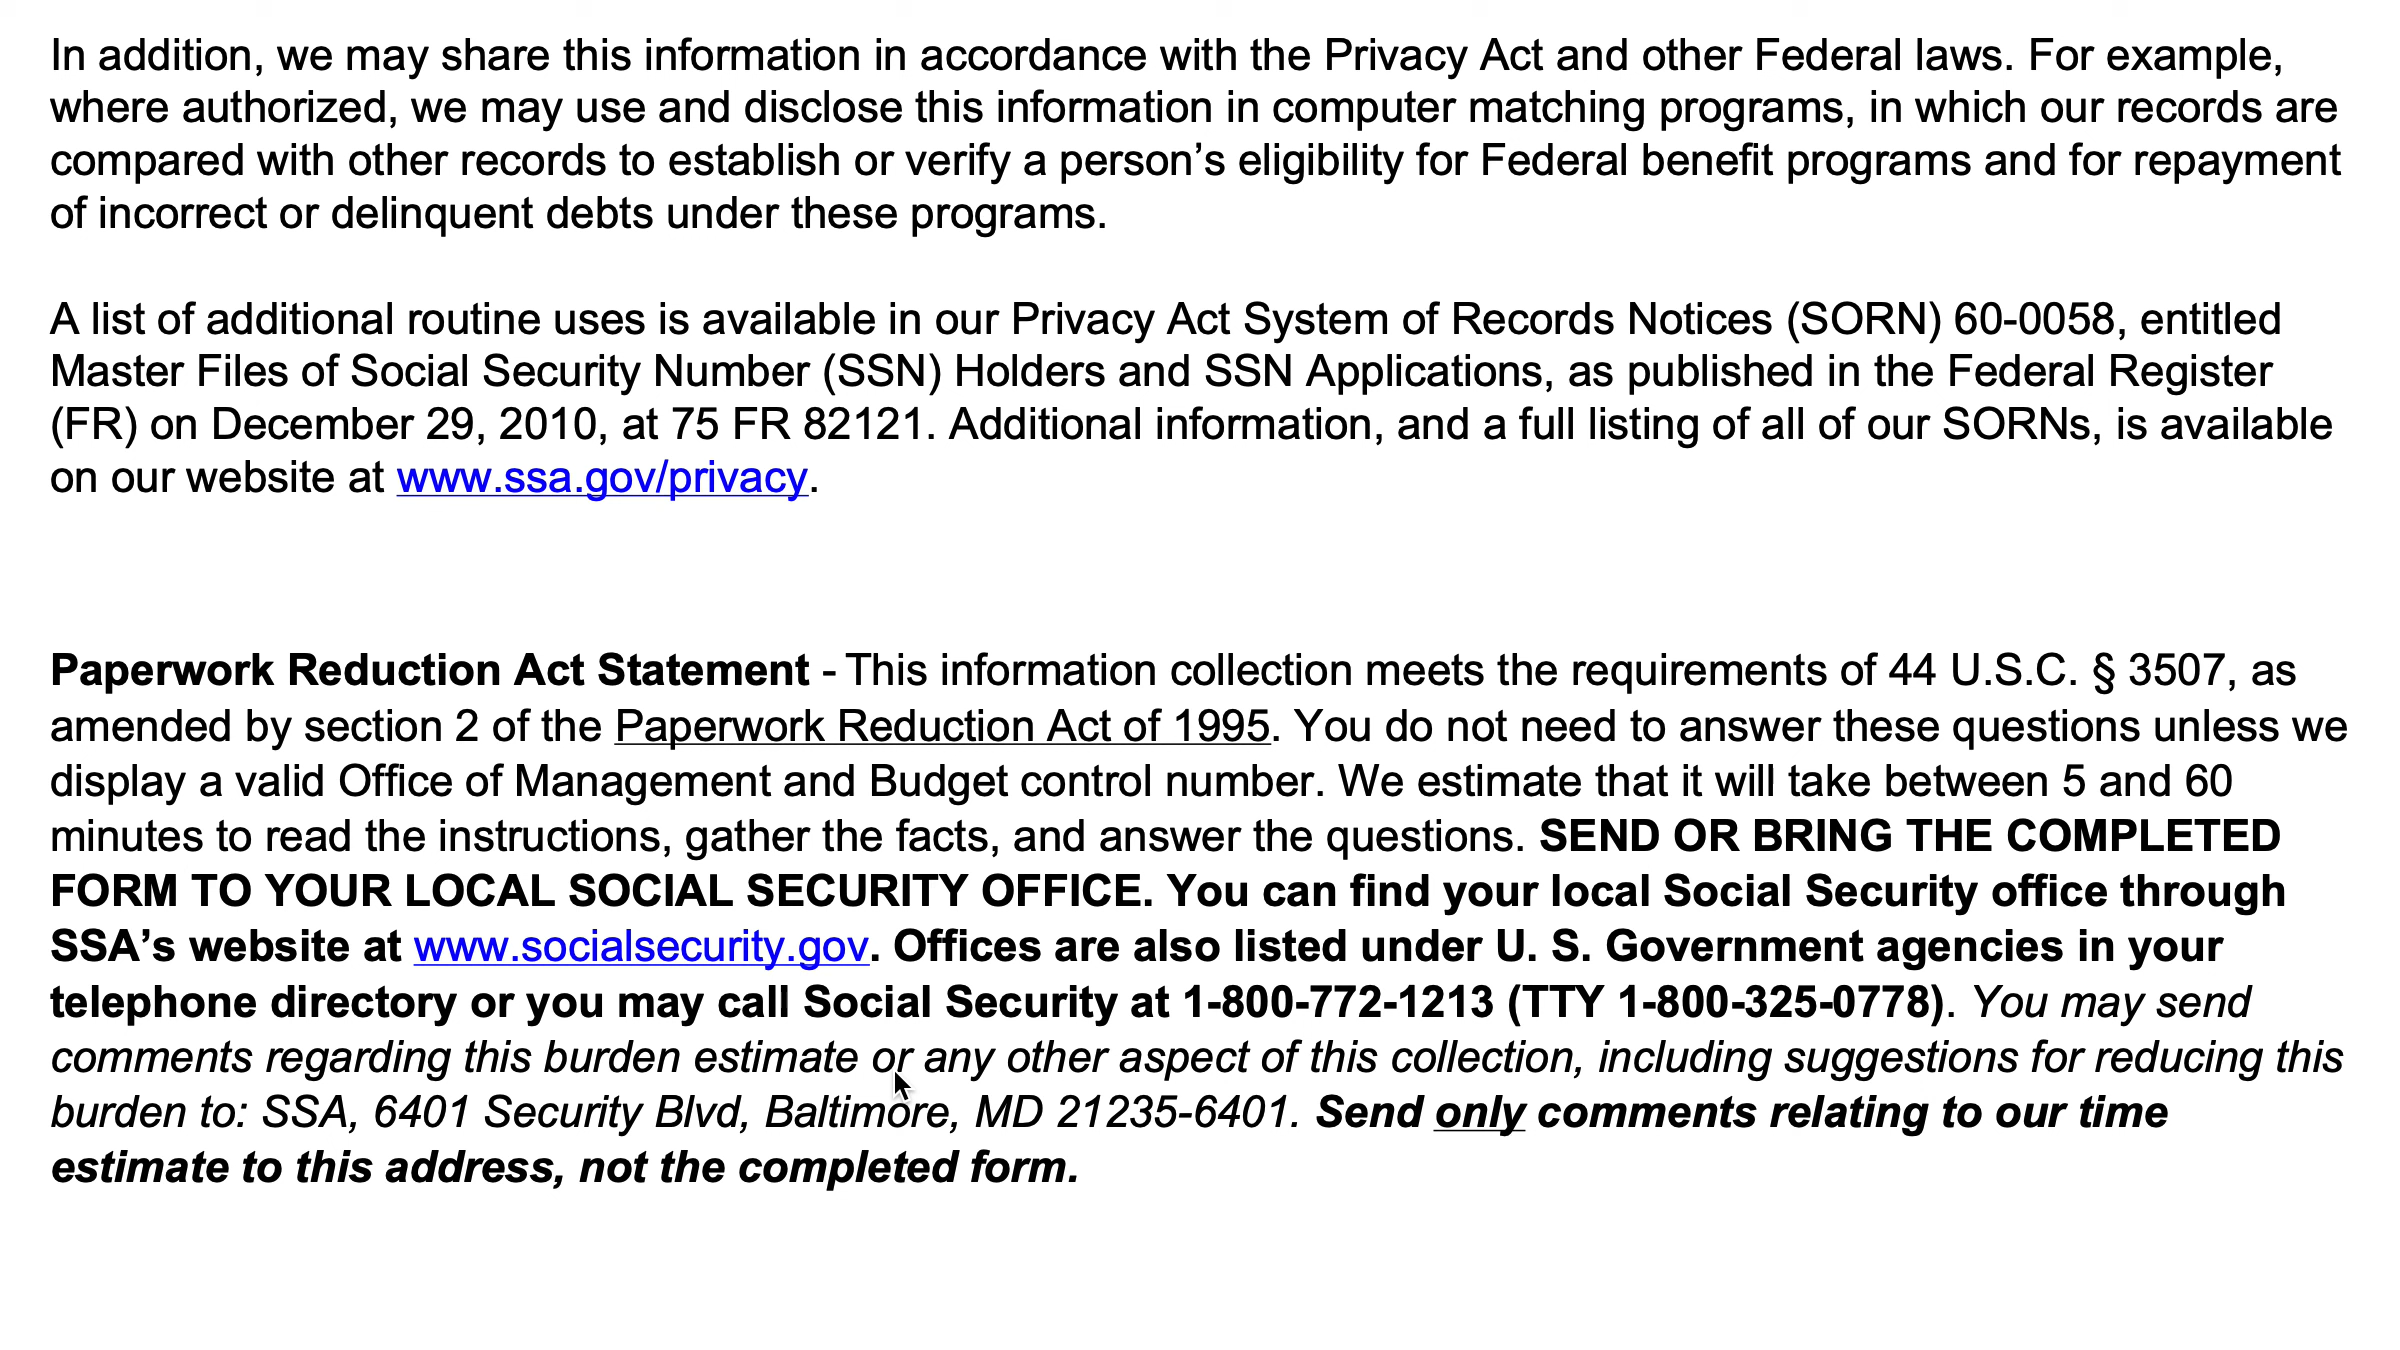 In addition, we may share this information in accordance with the Privacy Act and other Federal laws. For example,
where authorized, we may use and disclose this information in computer matching programs, in which our records are
compared with other records to establish or verify a person’s eligibility for Federal benefit programs and for repayment
of incorrect or delinquent debts under these programs.
A list of additional routine uses is available in our Privacy Act System of Records Notices (SORN) 60-0058, entitled
Master Files of Social Security Number (SSN) Holders and SSN Applications, as published in the Federal Register
(FR) on December 29, 2010, at 75 FR 82121. Additional information, and a full listing of all of our SORNs, is available
on our website at www.ssa.gov/privacy.
Paperwork Reduction Act Statement - This information collection meets the requirements of 44 U.S.C. § 3507, as
amended by section 2 of the Paperwork Reduction Act of 1995. You do not need to answer these questions unless we
display a valid Office of Management and Budget control number. We estimate that it will take between 5 and 60
minutes to read the instructions, gather the facts, and answer the questions. SEND OR BRING THE COMPLETED
FORM TO YOUR LOCAL SOCIAL SECURITY OFFICE. You can find your local Social Security office through
SSA’s website at www.socialsecurity.gov. Offices are also listed under U. S. Government agencies in your
telephone directory or you may call Social Security at 1-800-772-1213 (TTY 1-800-325-0778). You may send
comments regarding this burden estimate or any other aspect of this collection, including suggestions for reducing this
burden to: SSA, 6401 Security Blvd, Baltimore, MD 21235-6401. Send only comments relating to our time
estimate to this address, not the completed form.